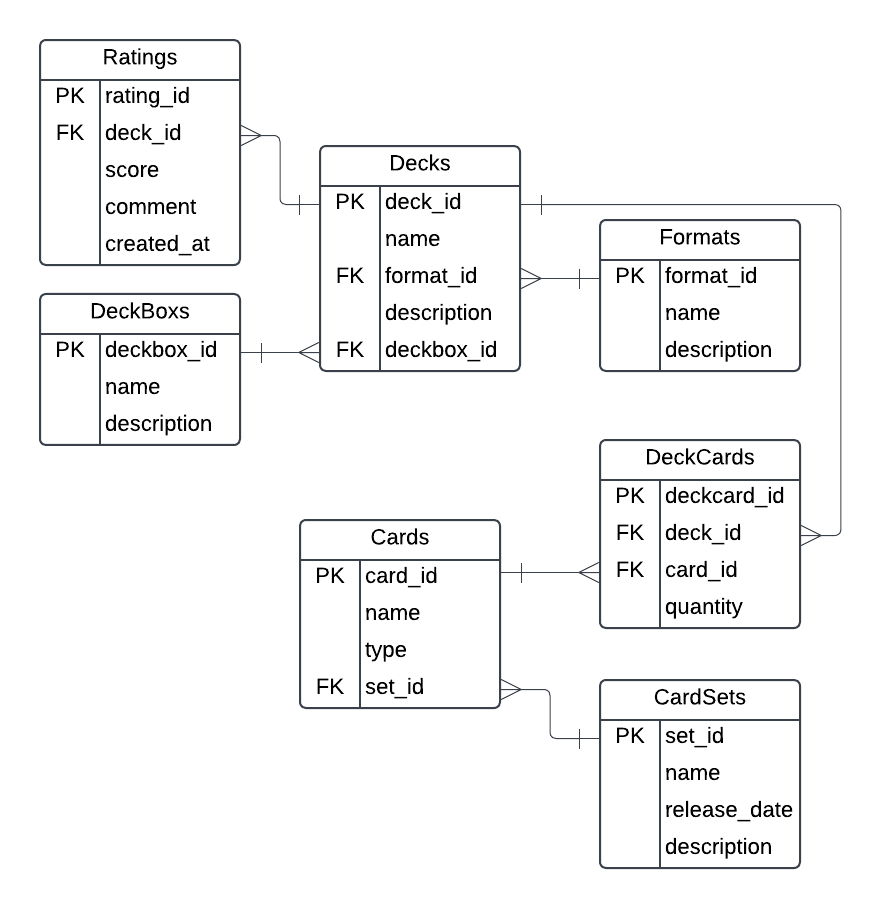 Ratings
PK rating_id
FK deck_id
score
comment
created_at
Decks
PK deck_id
name
FK format_id
description
FK deckbox_id
Formats
PK format_id
name
description
DeckBoxs
PK deckbox_id
name
description
DeckCards
PK deckcard_id
FK deck_id
FK card_id
quantity
Cards
PK card_id
name
type
FK set_id
CardSets
PK set_id
name
release_date
description